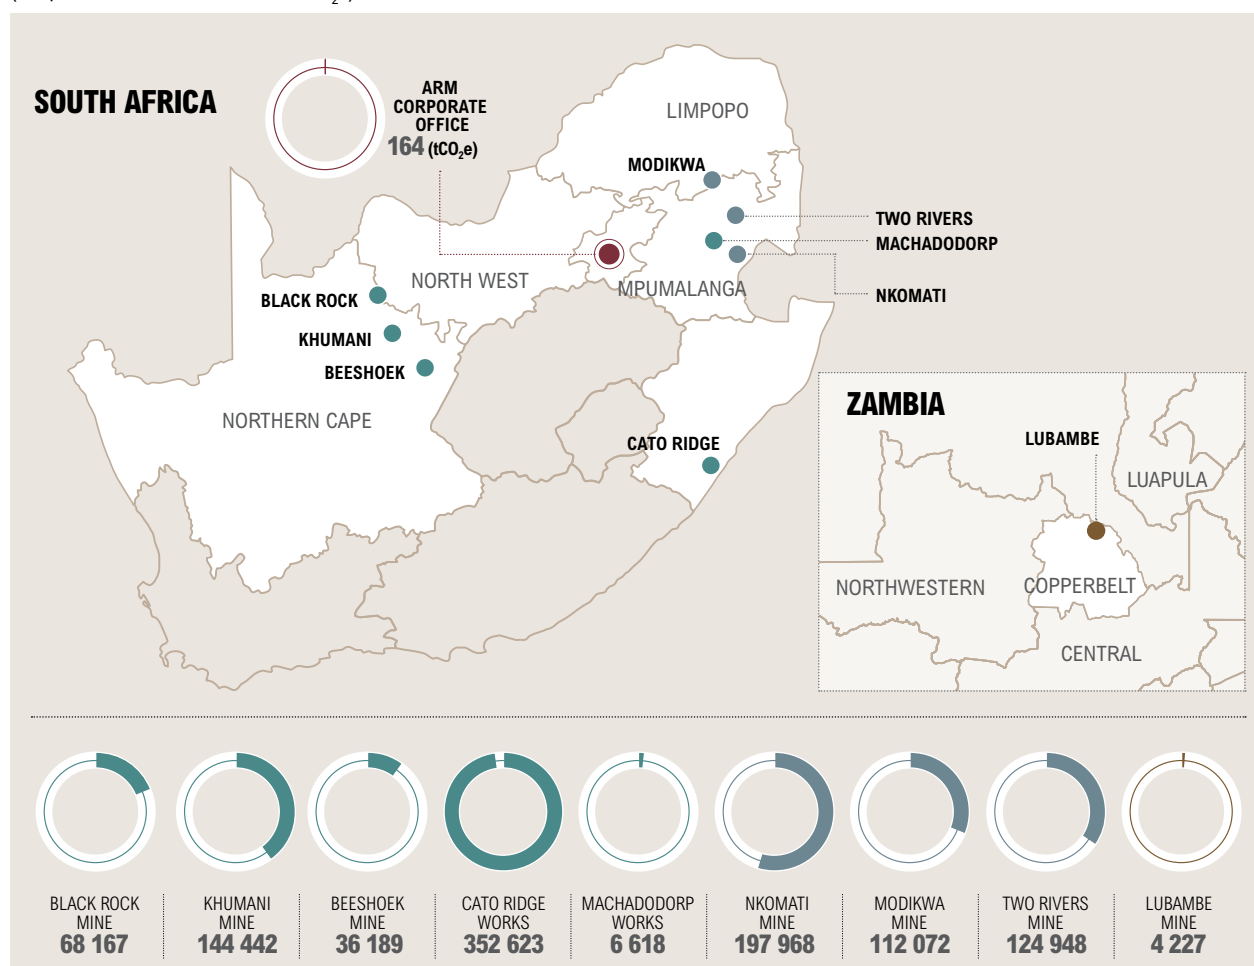 SOUTH AFRICA
ARM
CORPORATE
OFFICE
164 (tCO₂e)
LIMPOPO
MODIKWA
TWO RIVERS
MACHADODORP
NORTH WEST
MPUMALANGA
NKOMATI
BLACK ROCK
KHUMANI
BEESHOEK
NORTHERN CAPE
CATO RIDGE
ZAMBIA
LUBAMBE
LUAPULA
NORTHWESTERN
COPPERBELT
CENTRAL
BLACK ROCK
MINE
68 167
KHUMANI
MINE
144 442
BEESHOEK
MINE
36 189
CATO RIDGE
WORKS
352 623
MACHADODORP
WORKS
6 618
NKOMATI
MINE
197 968
MODIKWA
MINE
112 072
TWO RIVERS
MINE
124 948
LUBAMBE
MINE
4 227